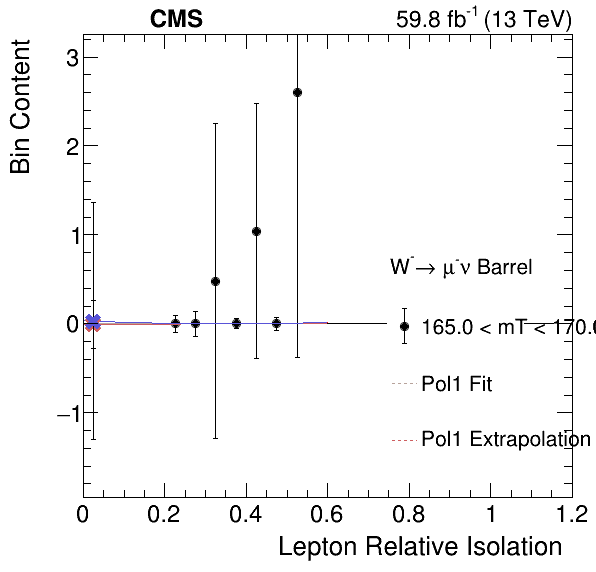 CMS
59.8 fb⁻¹ (13 TeV)
Bin Content
3
2
1
0
−1
W⁻→ μ⁻ν Barrel
165.0 < mT < 170.0
Pol1 Fit
Pol1 Extrapolation
0 0.2 0.4 0.6 0.8 1 1.2
Lepton Relative Isolation